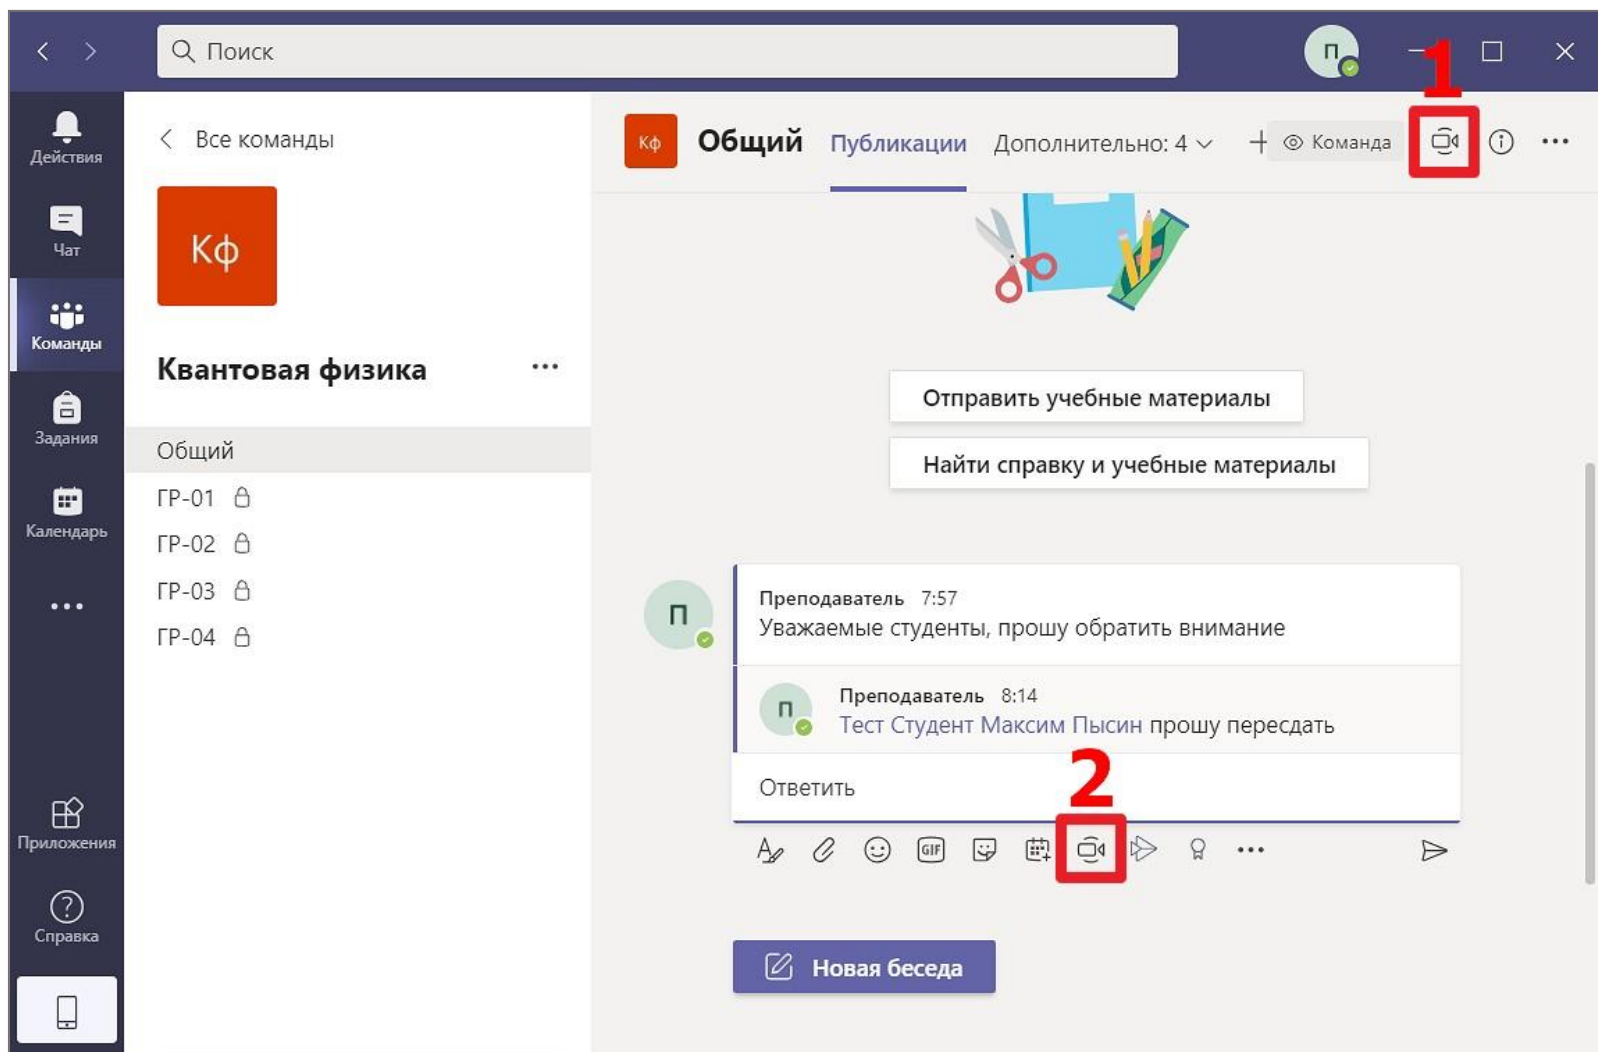 Поиск
П
1
Действия
Чат
Команды
Задания
Календарь
Приложения
Справка
Все команды
Кф
Квантовая физика
Общий
ГР-01
ГР-02
ГР-03
ГР-04
Кф
Общий
Публикации
Дополнительно: 4
Команда
Отправить учебные материалы
Найти справку и учебные материалы
П
Преподаватель 7:57
Уважаемые студенты, прошу обратить внимание
П
Преподаватель 8:14
Тест Студент Максим Пысин прошу пересдать
Ответить
2
GIF
Новая беседа